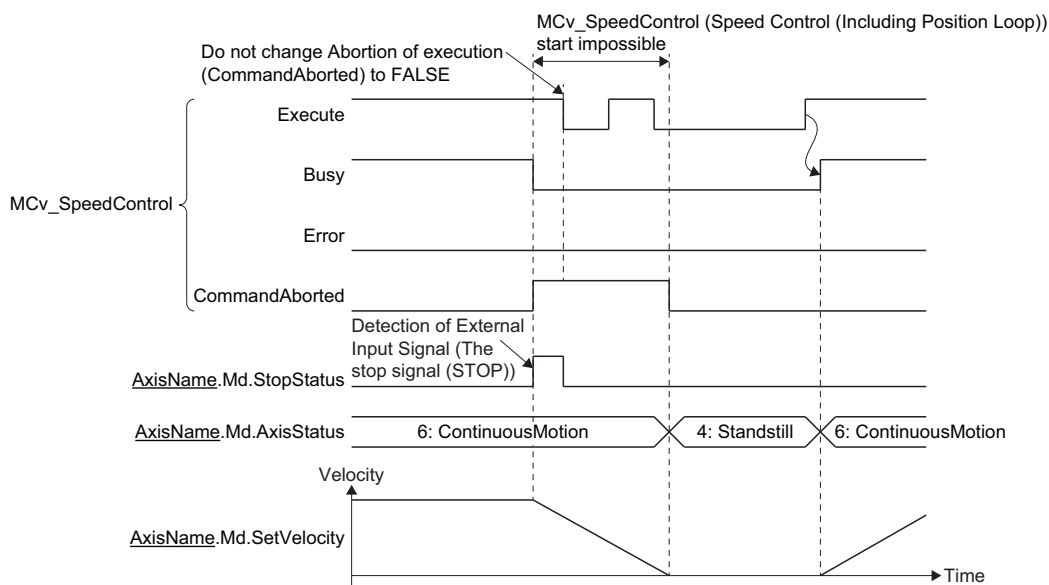 MCv_SpeedControl (Speed Control (Including Position Loop))
start impossible
Do not change Abortion of execution
(CommandAborted) to FALSE
Execute
Busy
MCv_SpeedControl
Error
CommandAborted
Detection of External
Input Signal (The
stop signal (STOP))
AxisName.Md.StopStatus
AxisName.Md.AxisStatus
6: ContinuousMotion
4: Standstill
6: ContinuousMotion
Velocity
AxisName.Md.SetVelocity
Time